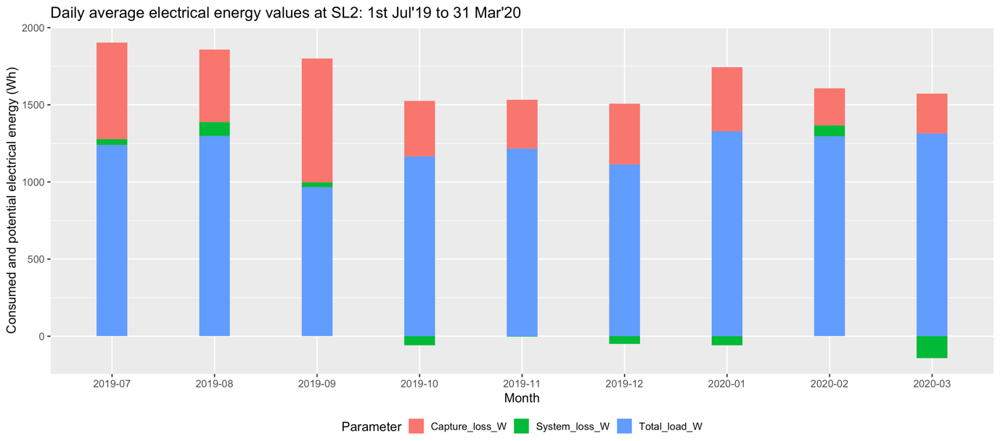 Daily average electrical energy values at SL2: 1st Jul'19 to 31 Mar'20
Consumed and potential electrical energy (Wh)
2000
1500
1000
500
0
2019-07 2019-08 2019-09 2019-10 2019-11 2019-12 2020-01 2020-02 2020-03
Month
Parameter Capture_loss_W System_loss_W Total_load_W